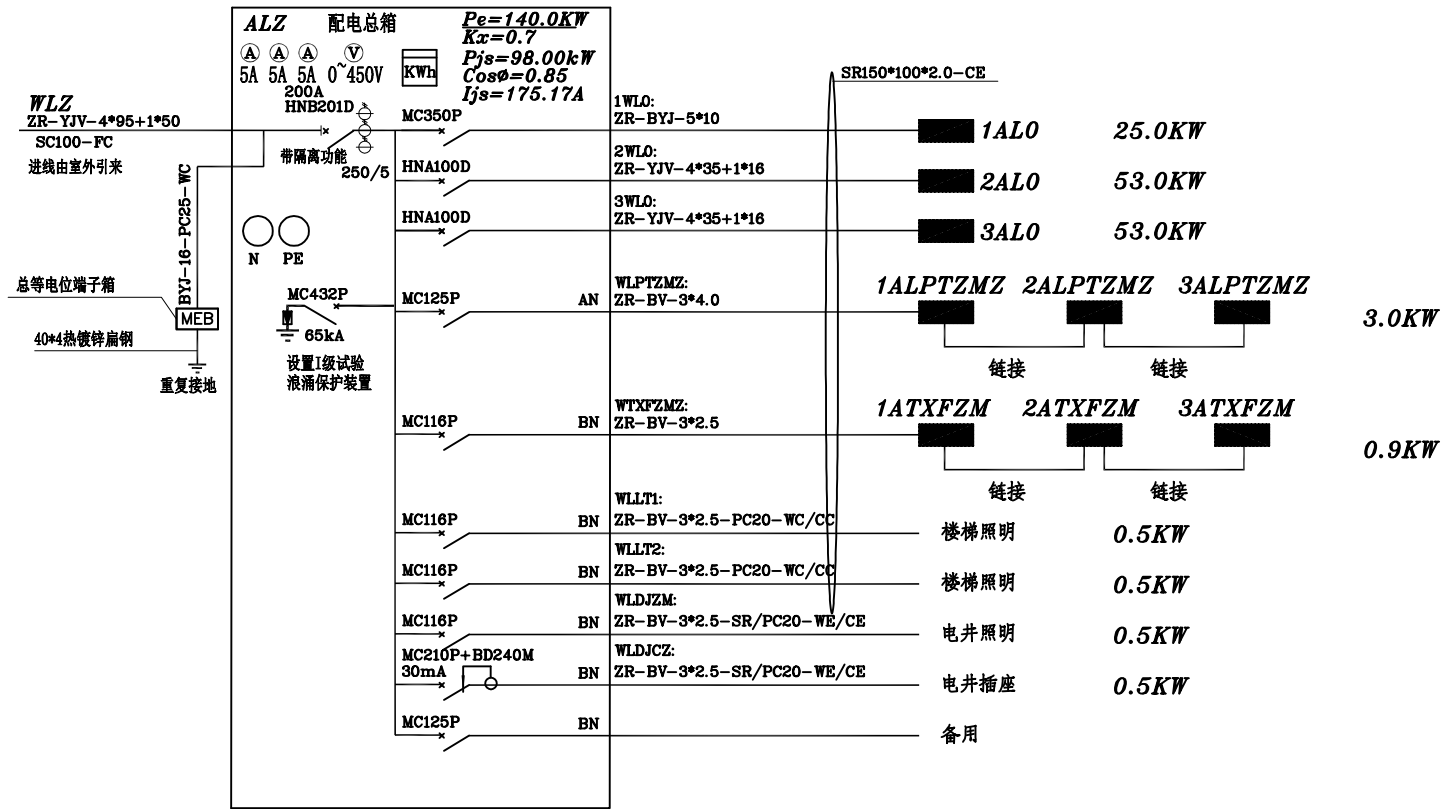 ALZ 配电总箱
Pe=140.0KW
Kx=0.7
Pjs=98.00kW
Cosø=0.85
Ijs=175.17A
A A A V
5A 5A 5A 0~450V
KWh
200A
HNB201D
带隔离功能
250/5
WLZ
ZR-YJV-4*95+1*50
SC100-FC
进线由室外引来
BYJ-16-PC25-WC
总等电位端子箱
MEB
40*4热镀锌扁钢
重复接地
N PE
MC432P
65kA
设置I级试验
浪涌保护装置
SR150*100*2.0-CE
MC350P
1WL0:
ZR-BYJ-5*10
1AL0 25.0KW
HNA100D
2WL0:
ZR-YJV-4*35+1*16
2AL0 53.0KW
HNA100D
3WL0:
ZR-YJV-4*35+1*16
3AL0 53.0KW
MC125P AN
WLPTZMZ:
ZR-BV-3*4.0
1ALPTZMZ 2ALPTZMZ 3ALPTZMZ
3.0KW
链接 链接
MC116P BN
WTXFZMZ:
ZR-BV-3*2.5
1ATXFZM 2ATXFZM 3ATXFZM
0.9KW
链接 链接
MC116P BN
WLLT1:
ZR-BV-3*2.5-PC20-WC/CC
楼梯照明 0.5KW
MC116P BN
WLLT2:
ZR-BV-3*2.5-PC20-WC/CC
楼梯照明 0.5KW
MC116P BN
WLDJZM:
ZR-BV-3*2.5-SR/PC20-WE/CE
电井照明 0.5KW
MC210P+BD240M
30mA BN
WLDJCZ:
ZR-BV-3*2.5-SR/PC20-WE/CE
电井插座 0.5KW
MC125P BN
备用